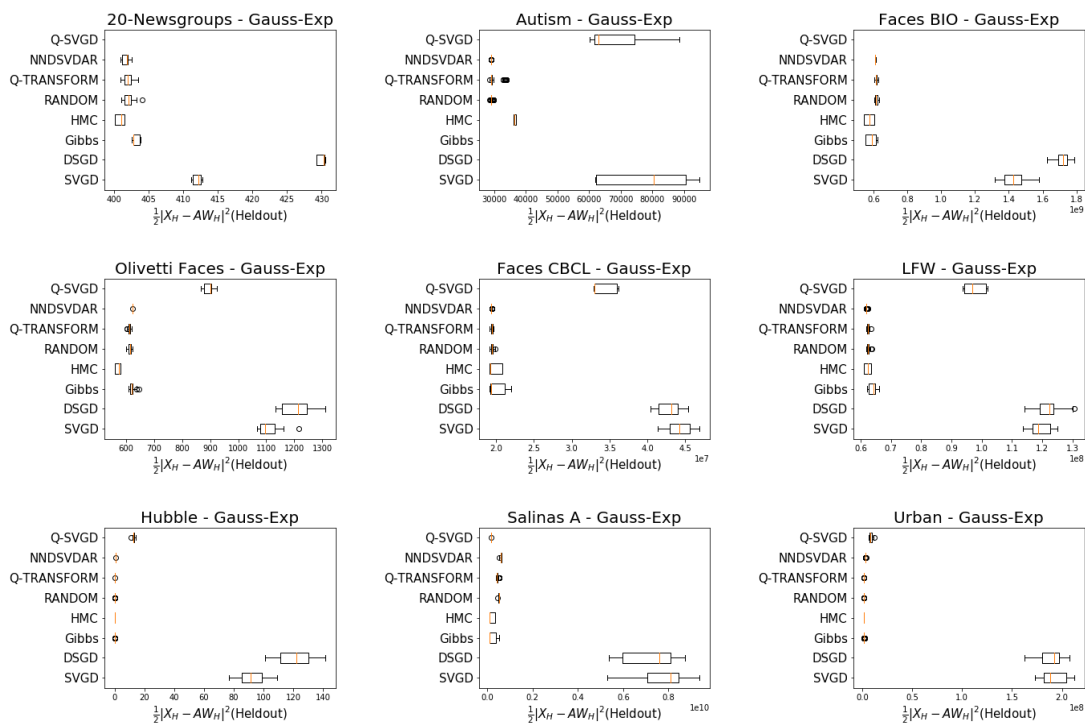 20-Newsgroups - Gauss-Exp
Q-SVGD
NNDSVDAR
Q-TRANSFORM
RANDOM
HMC
Gibbs
DSGD
SVGD
400 405 410 415 420 425 430
½|X_H − AW_H|²(Heldout)
Autism - Gauss-Exp
Q-SVGD
NNDSVDAR
Q-TRANSFORM
RANDOM
HMC
Gibbs
DSGD
SVGD
30000 40000 50000 60000 70000 80000 90000
½|X_H − AW_H|²(Heldout)
Faces BIO - Gauss-Exp
Q-SVGD
NNDSVDAR
Q-TRANSFORM
RANDOM
HMC
Gibbs
DSGD
SVGD
0.6 0.8 1.0 1.2 1.4 1.6 1.8
1e9
½|X_H − AW_H|²(Heldout)
Olivetti Faces - Gauss-Exp
Q-SVGD
NNDSVDAR
Q-TRANSFORM
RANDOM
HMC
Gibbs
DSGD
SVGD
600 700 800 900 1000 1100 1200 1300
½|X_H − AW_H|²(Heldout)
Faces CBCL - Gauss-Exp
Q-SVGD
NNDSVDAR
Q-TRANSFORM
RANDOM
HMC
Gibbs
DSGD
SVGD
2.0 2.5 3.0 3.5 4.0 4.5
1e7
½|X_H − AW_H|²(Heldout)
LFW - Gauss-Exp
Q-SVGD
NNDSVDAR
Q-TRANSFORM
RANDOM
HMC
Gibbs
DSGD
SVGD
0.6 0.7 0.8 0.9 1.0 1.1 1.2 1.3
1e8
½|X_H − AW_H|²(Heldout)
Hubble - Gauss-Exp
Q-SVGD
NNDSVDAR
Q-TRANSFORM
RANDOM
HMC
Gibbs
DSGD
SVGD
0 20 40 60 80 100 120 140
½|X_H − AW_H|²(Heldout)
Salinas A - Gauss-Exp
Q-SVGD
NNDSVDAR
Q-TRANSFORM
RANDOM
HMC
Gibbs
DSGD
SVGD
0.0 0.2 0.4 0.6 0.8
1e10
½|X_H − AW_H|²(Heldout)
Urban - Gauss-Exp
Q-SVGD
NNDSVDAR
Q-TRANSFORM
RANDOM
HMC
Gibbs
DSGD
SVGD
0.0 0.5 1.0 1.5 2.0
1e8
½|X_H − AW_H|²(Heldout)